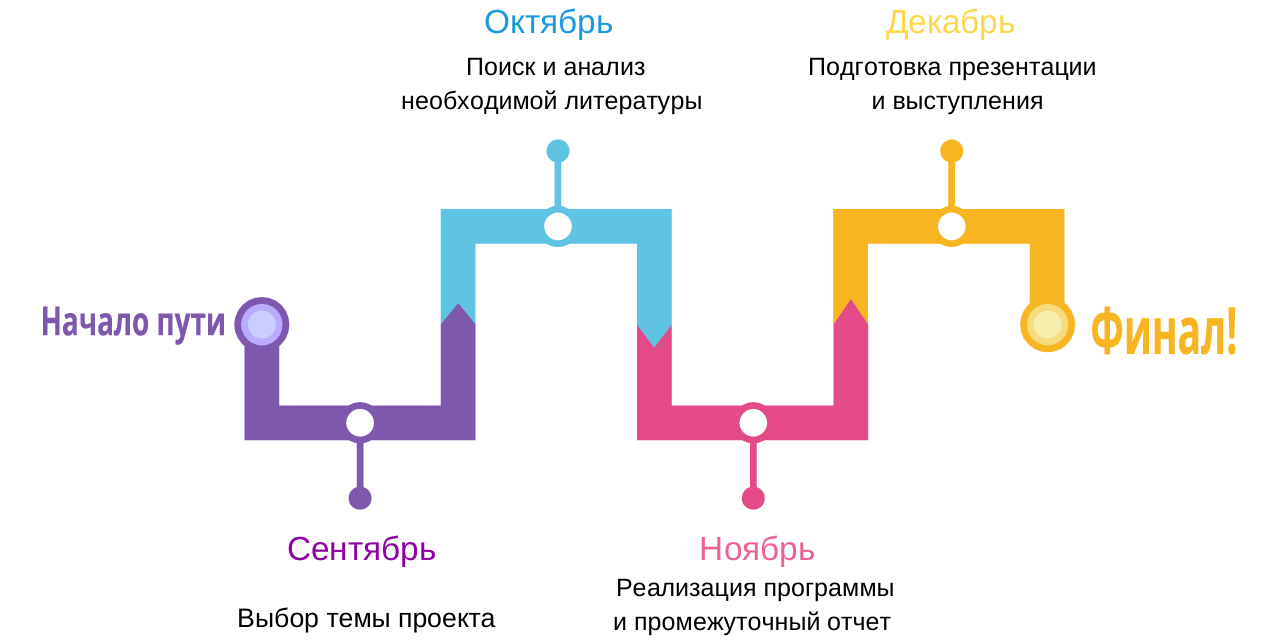 Октябрь
Поиск и анализ
необходимой литературы
Декабрь
Подготовка презентации
и выступления
Начало пути
Финал!
Сентябрь
Выбор темы проекта
Ноябрь
Реализация программы
и промежуточный отчет